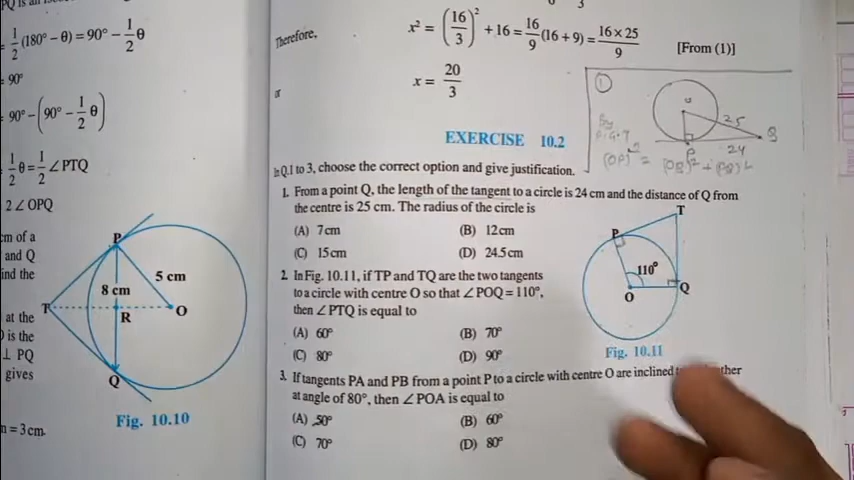 = 1/2 (180° − θ) = 90° − 1/2 θ
= 90°
90° − (90° − 1/2 θ)
1/2 θ = 1/2 ∠PTQ
2 ∠OPQ
P
5 cm
8 cm
T
R
O
Q
Fig. 10.10
cm of a
and Q
ind the
at the
is the
⊥ PQ
gives
n = 3 cm.
Therefore,
x² = (16/3)² + 16 = 16/9 (16 + 9) = 16 × 25/9 [From (1)]
or x = 20/3
①
O
25
Q
P
24
By P.G.T
EXERCISE 10.2
In Q.1 to 3, choose the correct option and give justification.
1. From a point Q, the length of the tangent to a circle is 24 cm and the distance of Q from
the centre is 25 cm. The radius of the circle is
(A) 7 cm (B) 12 cm
(C) 15 cm (D) 24.5 cm
2. In Fig. 10.11, if TP and TQ are the two tangents
to a circle with centre O so that ∠POQ = 110°,
then ∠PTQ is equal to
(A) 60° (B) 70°
(C) 80° (D) 90°
T
P
110°
O
Q
Fig. 10.11
3. If tangents PA and PB from a point P to a circle with centre O are inclined
at angle of 80°, then ∠POA is equal to
(A) 50° (B) 60°
(C) 70° (D) 80°